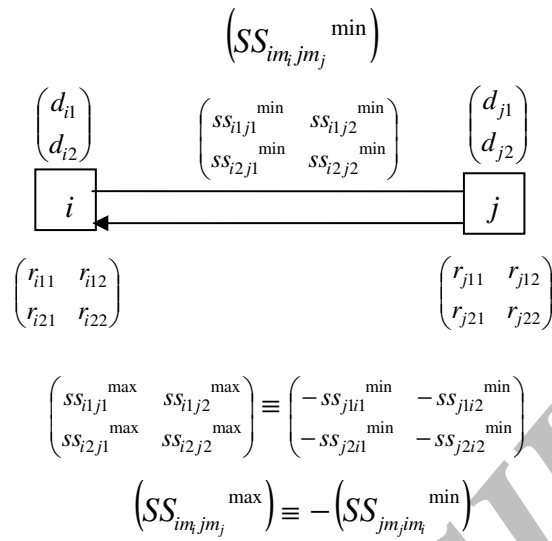 (SS_{im_i jm_j}^{min})
(d_{i1} d_{i2}) (ss_{i1j1}^{min} ss_{i1j2}^{min} ss_{i2j1}^{min} ss_{i2j2}^{min}) (d_{j1} d_{j2})
i j
(r_{i11} r_{i12} r_{i21} r_{i22}) (r_{j11} r_{j12} r_{j21} r_{j22})
(ss_{i1j1}^{max} ss_{i1j2}^{max} ss_{i2j1}^{max} ss_{i2j2}^{max}) ≡ (-ss_{j1i1}^{min} -ss_{j1i2}^{min} -ss_{j2i1}^{min} -ss_{j2i2}^{min})
(SS_{im_i jm_j}^{max}) ≡ -(SS_{jm_j im_i}^{min})